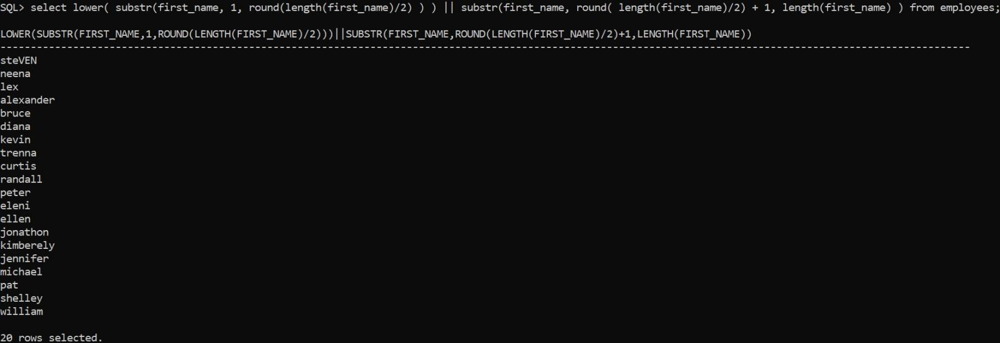 SQL> select lower( substr(first_name, 1, round(length(first_name)/2) ) ) || substr(first_name, round( length(first_name)/2) + 1, length(first_name) ) from employees;
LOWER(SUBSTR(FIRST_NAME,1,ROUND(LENGTH(FIRST_NAME)/2)))||SUBSTR(FIRST_NAME,ROUND(LENGTH(FIRST_NAME)/2)+1,LENGTH(FIRST_NAME))
----------------------------------------------------------------------------------------------------------------------------------------------------------------
steVEN
neena
lex
alexander
bruce
diana
kevin
trenna
curtis
randall
peter
eleni
ellen
jonathon
kimberely
jennifer
michael
pat
shelley
william
20 rows selected.